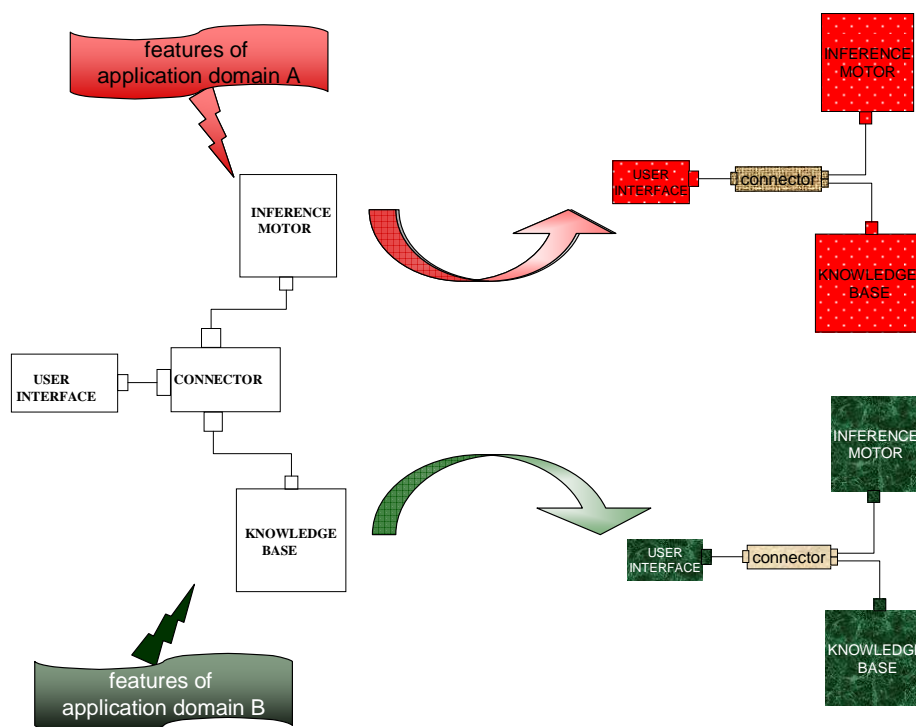 features of
application domain A
INFERENCE
MOTOR
USER
INTERFACE
CONNECTOR
KNOWLEDGE
BASE
features of
application domain B
INFERENCE
MOTOR
USER
INTERFACE
connector
KNOWLEDGE
BASE
INFERENCE
MOTOR
USER
INTERFACE
connector
KNOWLEDGE
BASE